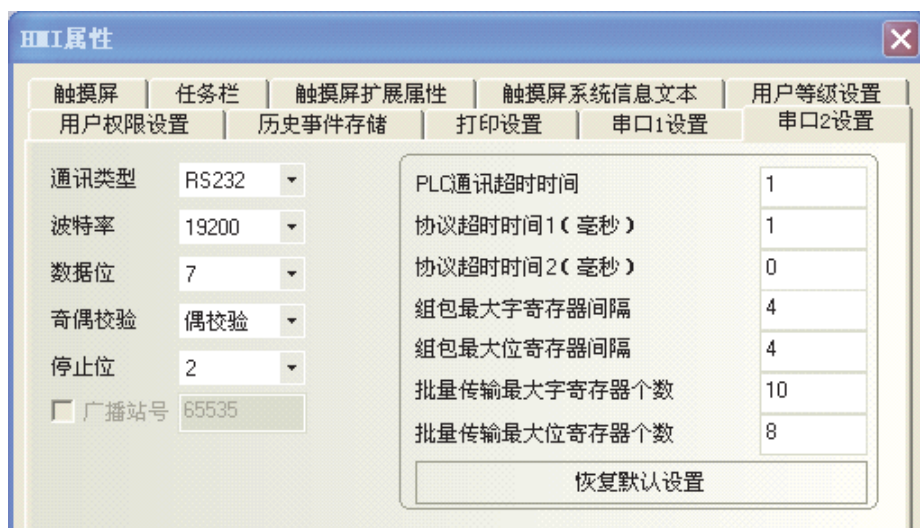 HMI属性
触摸屏 任务栏 触摸屏扩展属性 触摸屏系统信息文本 用户等级设置
用户权限设置 历史事件存储 打印设置 串口1设置 串口2设置
通讯类型 RS232
波特率 19200
数据位 7
奇偶校验 偶校验
停止位 2
广播站号 65535
PLC通讯超时时间 1
协议超时时间1(毫秒) 1
协议超时时间2(毫秒) 0
组包最大字寄存器间隔 4
组包最大位寄存器间隔 4
批量传输最大字寄存器个数 10
批量传输最大位寄存器个数 8
恢复默认设置